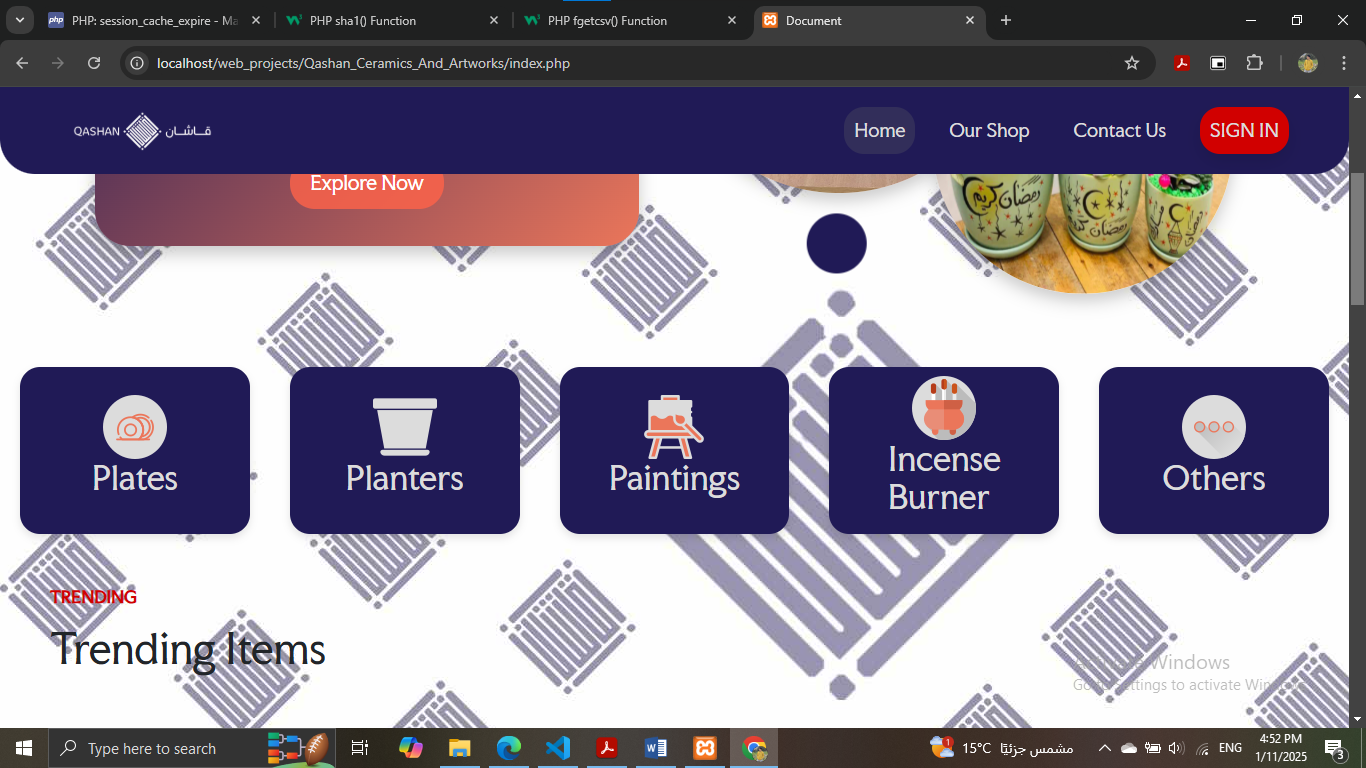 PHP: session_cache_expire - Ma
PHP sha1() Function
PHP fgetcsv() Function
Document
localhost/web_projects/Qashan_Ceramics_And_Artworks/index.php
QASHAN قاشان
Home
Our Shop
Contact Us
SIGN IN
Explore Now
رمضان كريم
رمضان
Plates
Planters
Paintings
Incense
Burner
Others
TRENDING
Trending Items
Activate Windows
Go to Settings to activate Windows.
Type here to search
15°C مشمس جزئيًا
ENG
4:52 PM
1/11/2025
3